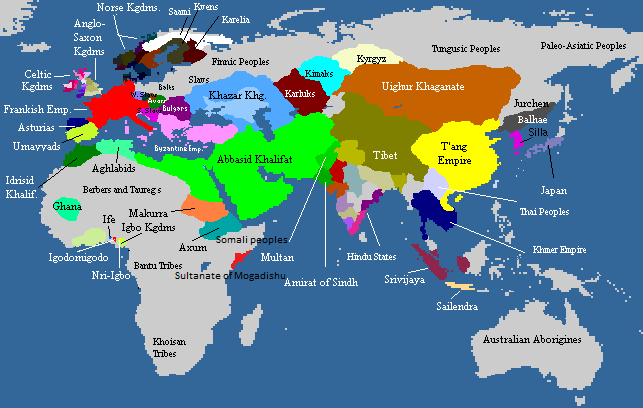 Norse Kgdms.
Saami
Kvens
Karelia
Anglo-
Saxon
Kgdms
Finnic Peoples
Tungusic Peoples
Paleo-Asiatic Peoples
Kyrgyz
Kimaks
Slavs
Celtic
Kgdms
Balts
Uighur Khaganate
Khazar Khg.
Karluks
W. Slavs
Avars
Bulgars
Jurchen
Balhae
Silla
Frankish Emp.
Asturias
Umayyads
Byzantine Emp.
Abbasid Khalifat
Tibet
T'ang
Empire
Aghlabids
Idrisid
Khalif.
Berbers and Taureg's
Japan
Ghana
Makurra
Thai Peoples
Ife
Igbo Kgdms
Axum
Somali peoples
Khmer Empire
Igodomigodo
Multan
Hindu States
Nri-Igbo
Bantu Tribes
Sultanate of Mogadishu
Amirat of Sindh
Srivijaya
Sailendra
Khoisan
Tribes
Australian Aborigines